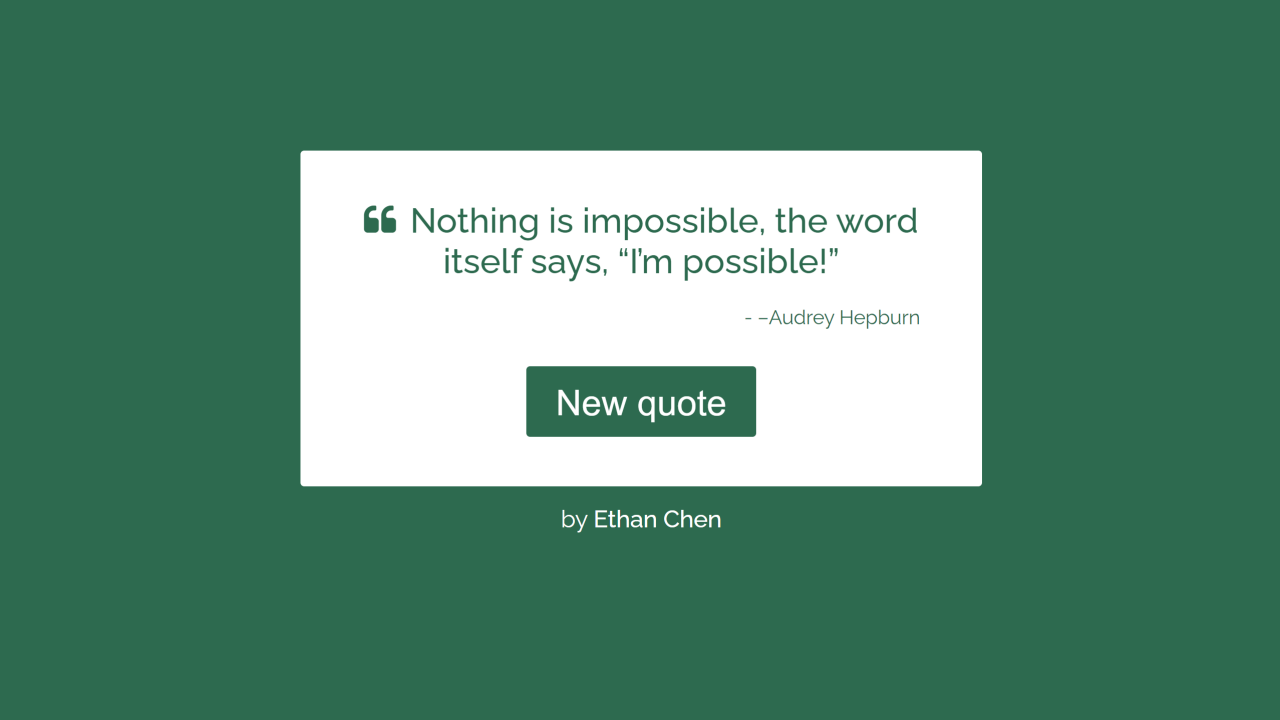 ❝ Nothing is impossible, the word
itself says, “I’m possible!”
- –Audrey Hepburn
New quote
by Ethan Chen